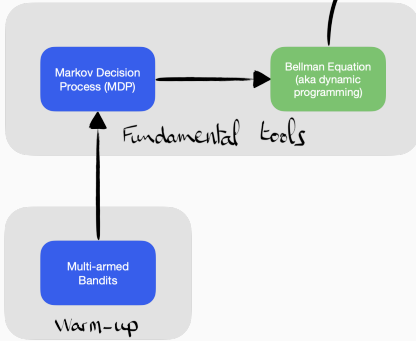 Markov Decision
Process (MDP)
Bellman Equation
(aka dynamic
programming)
Fundamental tools
Multi-armed
Bandits
Warm-up